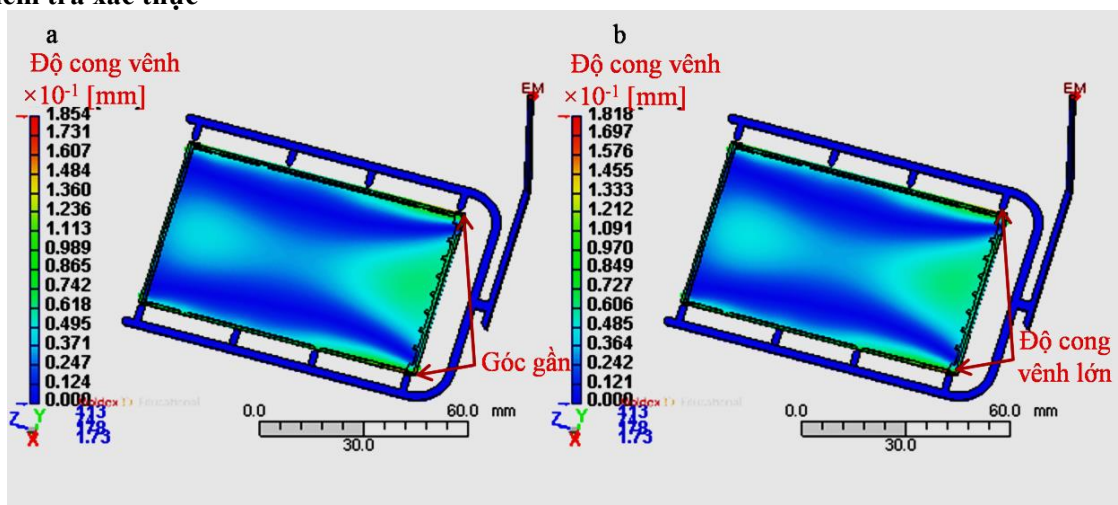 a
Độ cong vênh
×10⁻¹ [mm]
1.854
1.731
1.607
1.484
1.360
1.236
1.113
0.989
0.865
0.742
0.618
0.495
0.371
0.247
0.124
0.000
EM
Góc gần
Z Y
X
1.73
0.0 60.0 mm
30.0
b
Độ cong vênh
×10⁻¹ [mm]
1.818
1.697
1.576
1.455
1.333
1.212
1.091
0.970
0.849
0.727
0.606
0.485
0.364
0.242
0.121
0.000
EM
Độ cong
vênh lớn
Z Y
X
1.73
0.0 60.0 mm
30.0